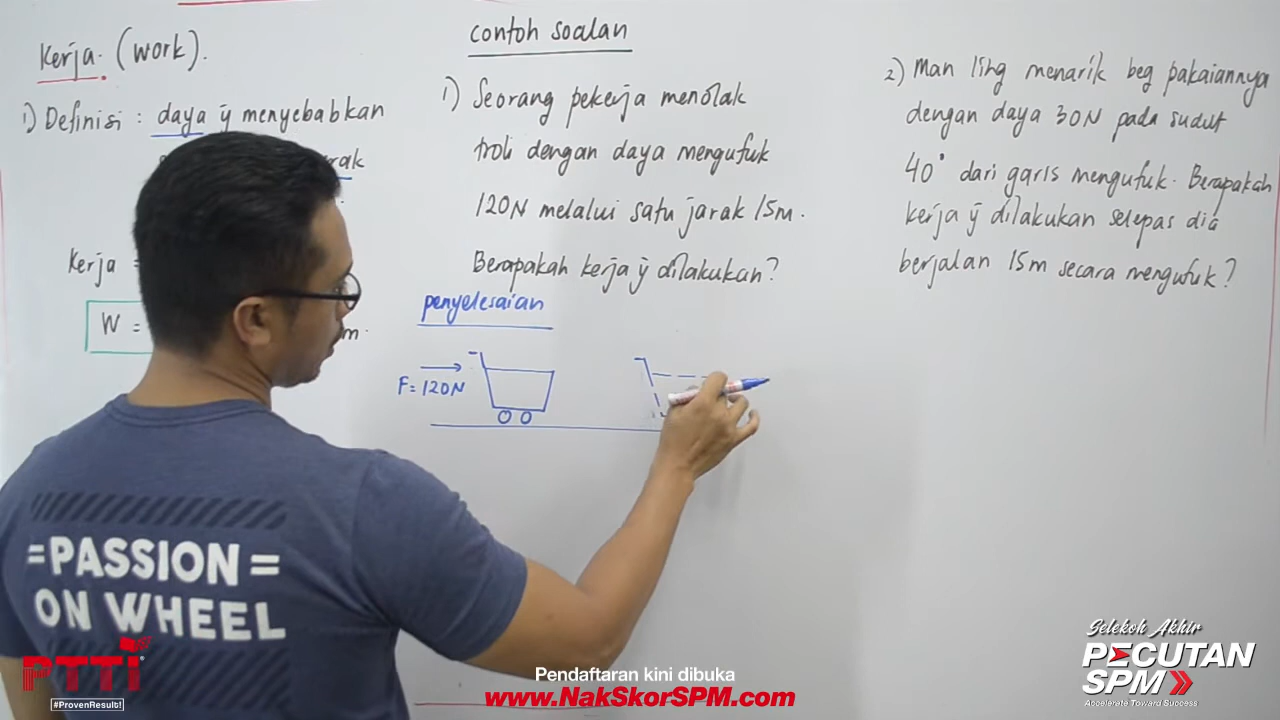 Kerja. (work).
1) Definisi : daya ȳ menyebabkan
rak
Kerja =
W =
m.
contoh soalan
1) Seorang pekerja menolak
troli dengan daya mengufuk
120N melalui satu jarak 15m.
Berapakah kerja ȳ dilakukan?
penyelesaian
F = 120N
2) Man ling menarik beg pakaiannya
dengan daya 30N pada sudut
40° dari garis mengufuk. Berapakah
kerja ȳ dilakukan selepas dia
berjalan 15m secara mengufuk?
=PASSION=
ON WHEEL
PTTI
#ProvenResult!
Pendaftaran kini dibuka
www.NakSkorSPM.com
Selekoh Akhir
PECUTAN
SPM
Accelerate Toward Success